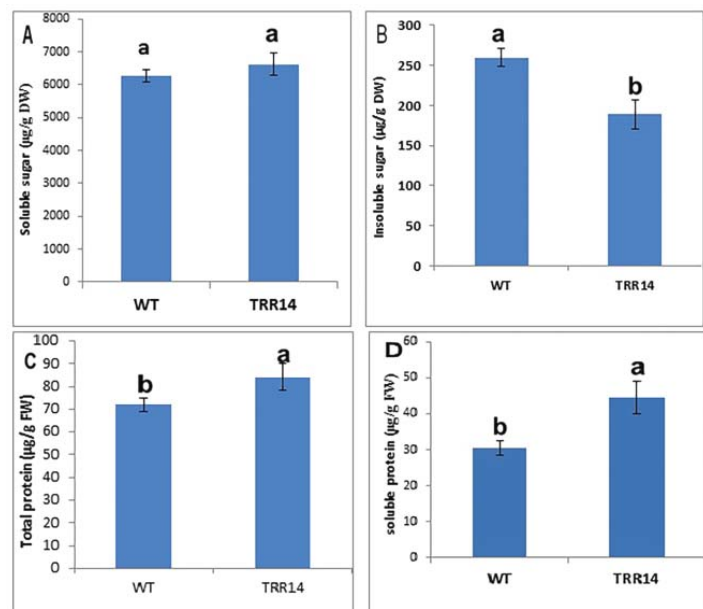 A
Soluble sugar (µg/g DW)
8000
7000
6000
5000
4000
3000
2000
1000
0
a
a
WT
TRR14
B
Insoluble sugar (µg/g DW)
300
250
200
150
100
50
0
a
b
WT
TRR14
C
Total protein (µg/g FW)
100
90
80
70
60
50
40
30
20
10
0
b
a
WT
TRR14
D
soluble protein (µg/g FW)
60
50
40
30
20
10
0
b
a
WT
TRR14